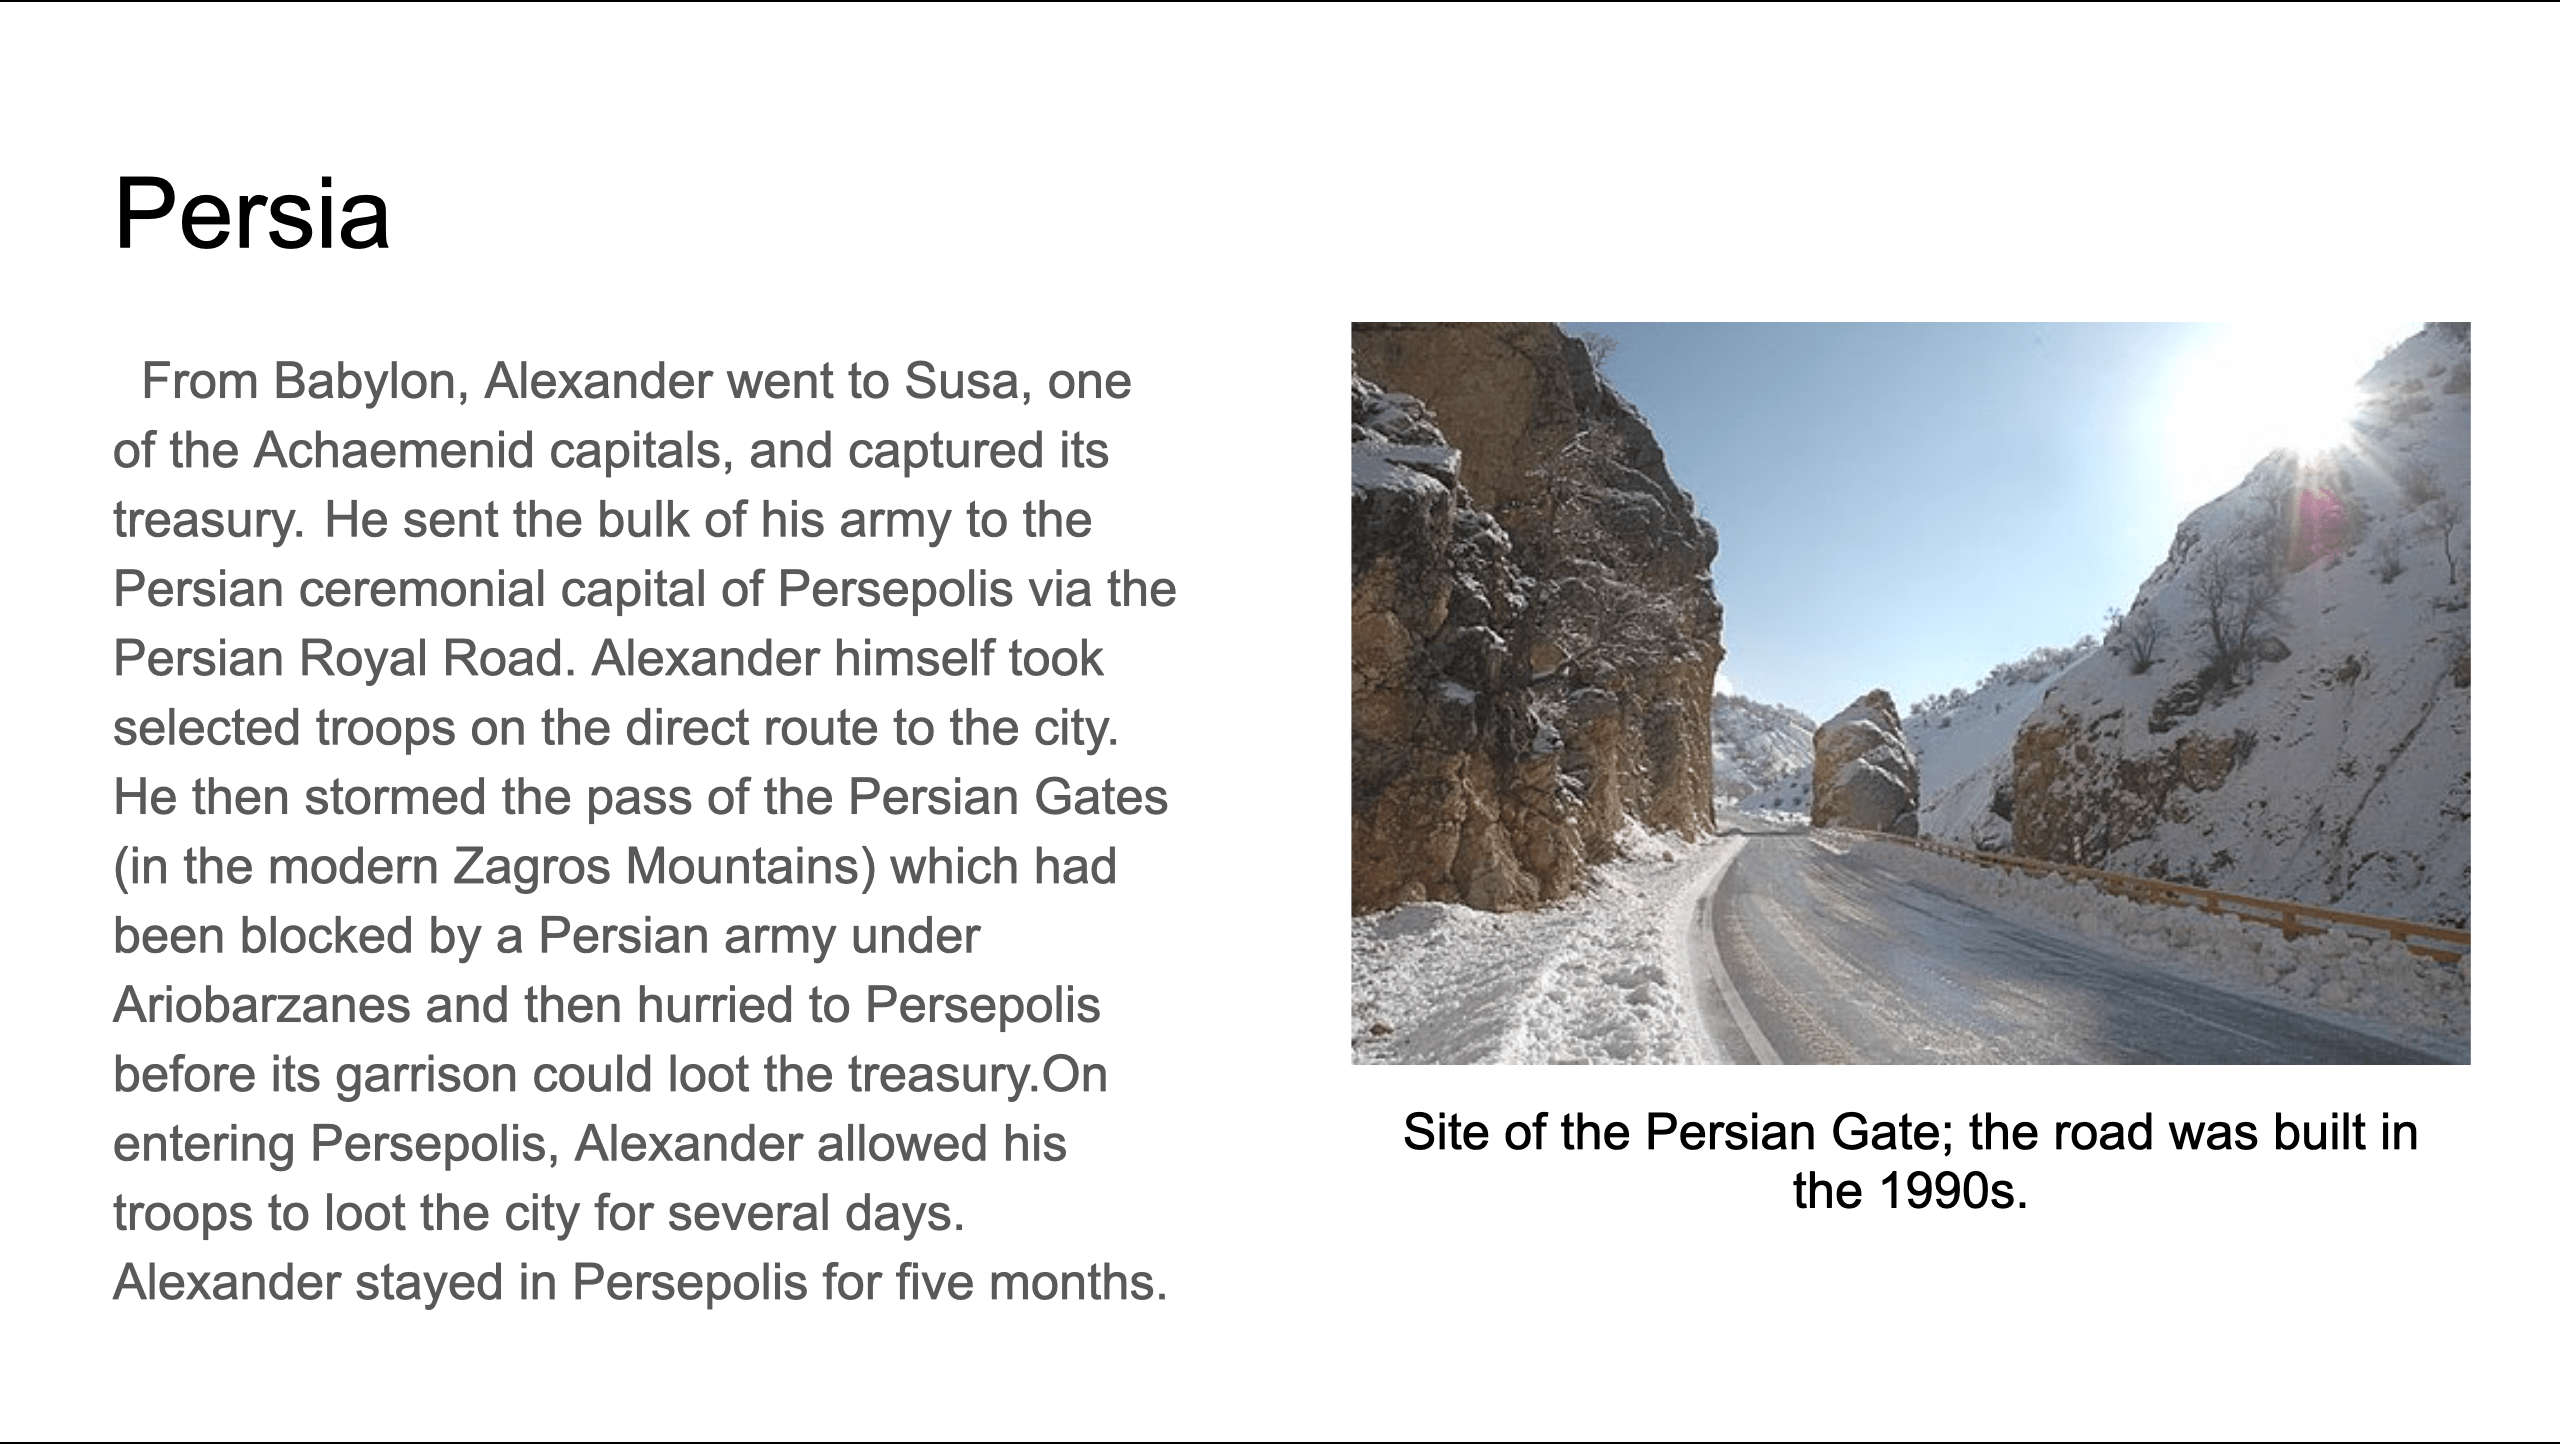 Persia
From Babylon, Alexander went to Susa, one
of the Achaemenid capitals, and captured its
treasury. He sent the bulk of his army to the
Persian ceremonial capital of Persepolis via the
Persian Royal Road. Alexander himself took
selected troops on the direct route to the city.
He then stormed the pass of the Persian Gates
(in the modern Zagros Mountains) which had
been blocked by a Persian army under
Ariobarzanes and then hurried to Persepolis
before its garrison could loot the treasury.On
entering Persepolis, Alexander allowed his
troops to loot the city for several days.
Alexander stayed in Persepolis for five months.
Site of the Persian Gate; the road was built in
the 1990s.